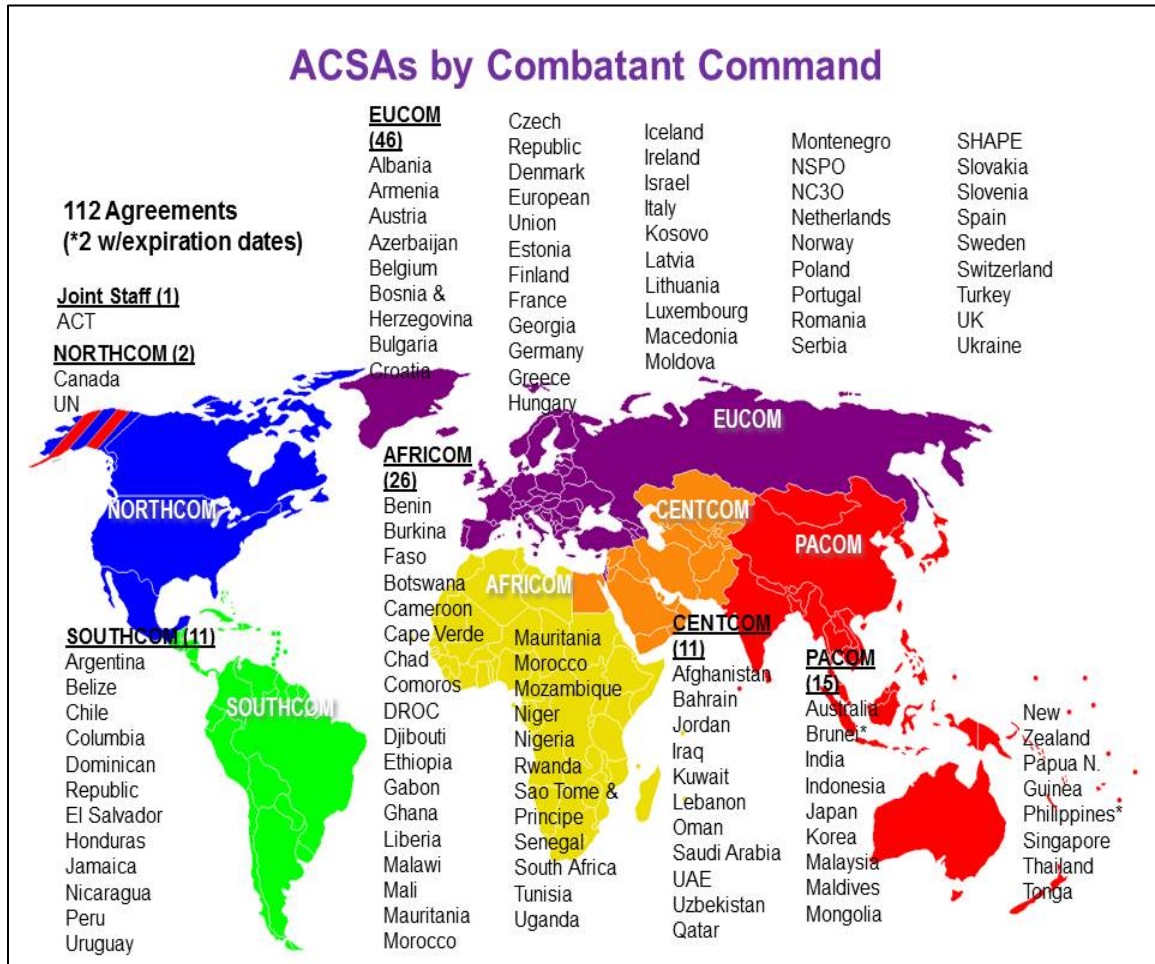 ACSAs by Combatant Command
112 Agreements
(*2 w/expiration dates)
Joint Staff (1)
ACT
NORTHCOM (2)
Canada
UN
EUCOM
(46)
Albania
Armenia
Austria
Azerbaijan
Belgium
Bosnia &
Herzegovina
Bulgaria
Croatia
Czech
Republic
Denmark
European
Union
Estonia
Finland
France
Georgia
Germany
Greece
Hungary
Iceland
Ireland
Israel
Italy
Kosovo
Latvia
Lithuania
Luxembourg
Macedonia
Moldova
Montenegro
NSPO
NC3O
Netherlands
Norway
Poland
Portugal
Romania
Serbia
SHAPE
Slovakia
Slovenia
Spain
Sweden
Switzerland
Turkey
UK
Ukraine
NORTHCOM
EUCOM
CENTCOM
PACOM
AFRICOM
SOUTHCOM
SOUTHCOM (11)
Argentina
Belize
Chile
Columbia
Dominican
Republic
El Salvador
Honduras
Jamaica
Nicaragua
Peru
Uruguay
AFRICOM
(26)
Benin
Burkina
Faso
Botswana
Cameroon
Cape Verde
Chad
Comoros
DROC
Djibouti
Ethiopia
Gabon
Ghana
Liberia
Malawi
Mali
Mauritania
Morocco
Mauritania
Morocco
Mozambique
Niger
Nigeria
Rwanda
Sao Tome &
Principe
Senegal
South Africa
Tunisia
Uganda
CENTCOM
(11)
Afghanistan
Bahrain
Jordan
Iraq
Kuwait
Lebanon
Oman
Saudi Arabia
UAE
Uzbekistan
Qatar
PACOM
(15)
Australia
Brunei*
India
Indonesia
Japan
Korea
Malaysia
Maldives
Mongolia
New
Zealand
Papua N.
Guinea
Philippines*
Singapore
Thailand
Tonga